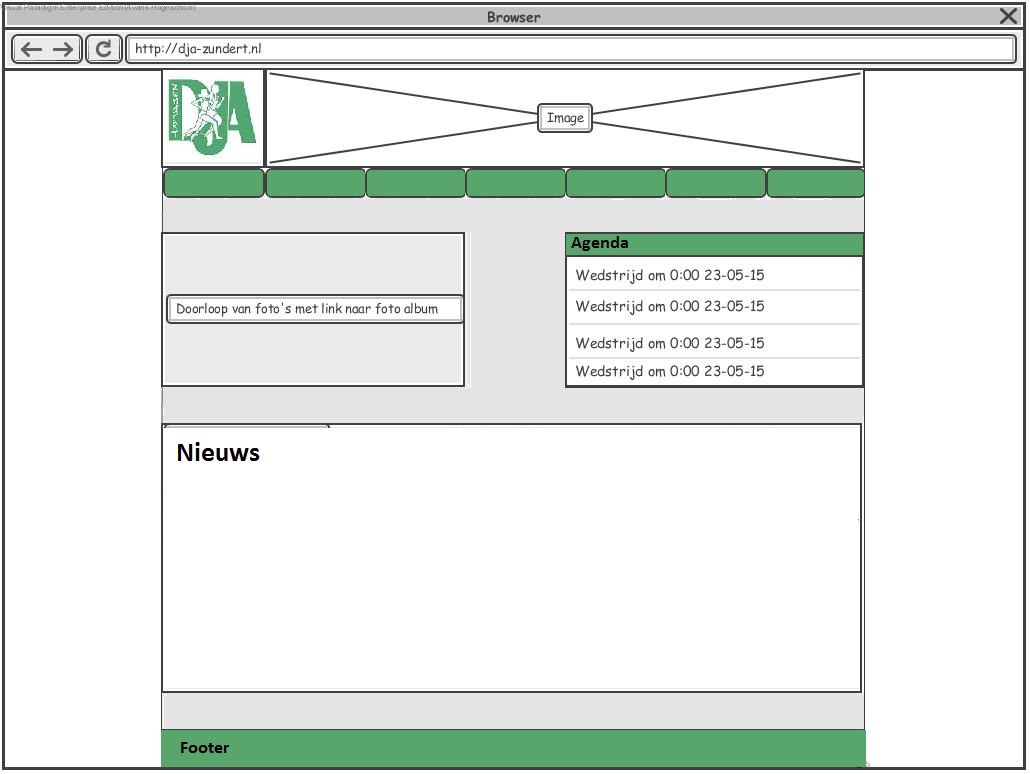 Visual Paradigm Enterprise Edition(Avans Hogeschool)
Browser
http://dja-zundert.nl
DJA
ZUNDERT
Image
Agenda
Wedstrijd om 0:00 23-05-15
Doorloop van foto's met link naar foto album
Wedstrijd om 0:00 23-05-15
Wedstrijd om 0:00 23-05-15
Wedstrijd om 0:00 23-05-15
Nieuws
Footer